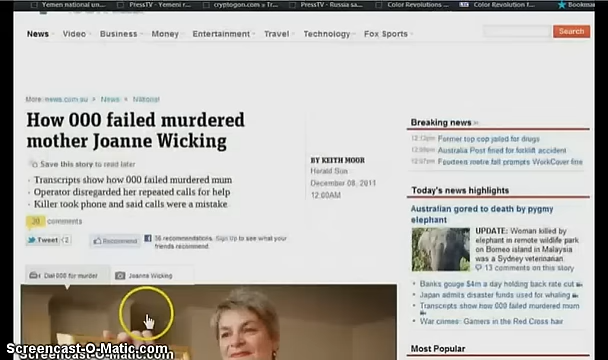 Yemen national un...
PressTV - Yemeni r...
cryptogon.com » Tr...
PressTV - Russia sa...
Color Revolutions ...
Color Revolution f...
Bookmar
News
Video
Business
Money
Entertainment
Travel
Technology
Fox Sports
Search
More: news.com.au > News > National
How 000 failed murdered
mother Joanne Wicking
Save this story to read later
Transcripts show how 000 failed murdered mum
Operator disregarded her repeated calls for help
Killer took phone and said calls were a mistake
30 comments
Tweet 2
Recommend
36 recommendations. Sign Up to see what your
friends recommend.
Dial 000 for murder
Joanne Wicking
BY KEITH MOOR
Herald Sun
December 08, 2011
12:00AM
Breaking news
Former top cop jailed for drugs
Australia Post fined for forklift accident
Fourteen metre fall prompts WorkCover fine
Today's news highlights
Australian gored to death by pygmy
elephant
UPDATE: Woman killed by
elephant in remote wildlife park
on Borneo island in Malaysia
was a Sydney veterinarian.
13 comments on this story
Banks gouge $4m a day holding back rate cut
Japan admits disaster funds used for whaling
Transcripts show how 000 failed murdered mum
War crimes: Gamers in the Red Cross hair
Most Popular
Screencast-O-Matic.com